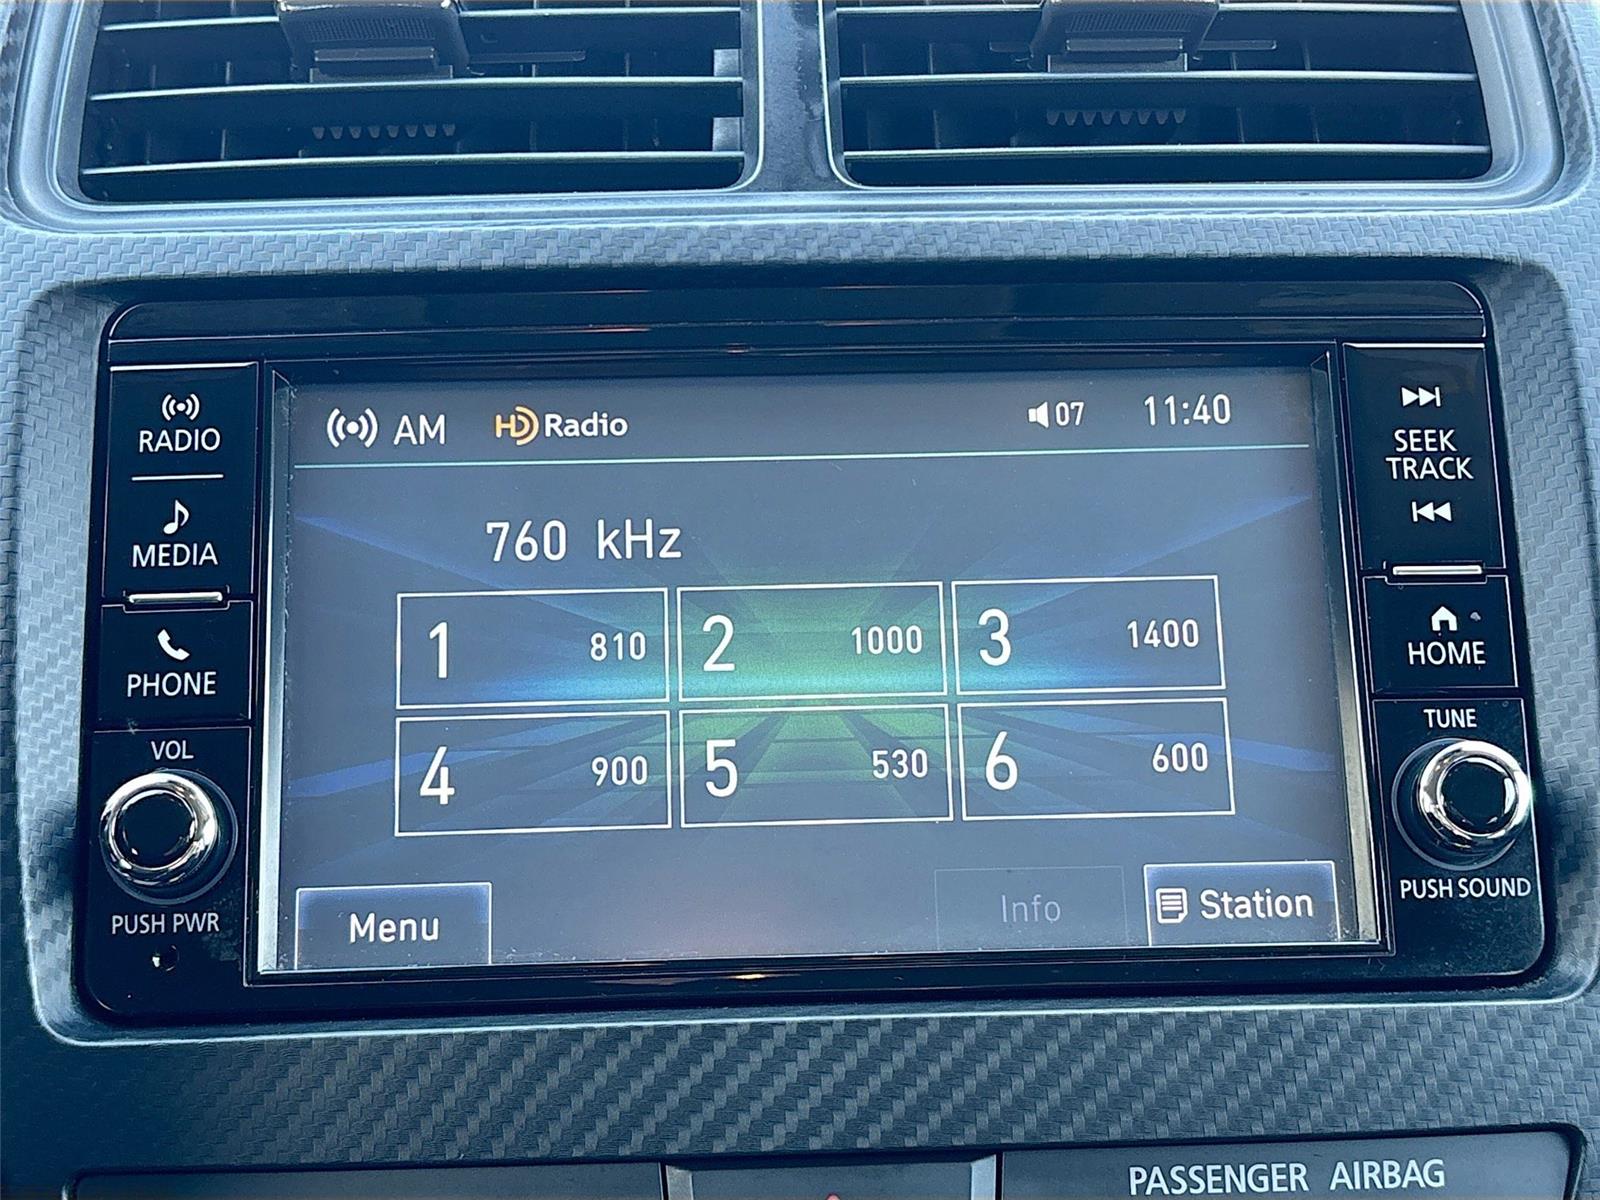 RADIO
MEDIA
PHONE
VOL
PUSH PWR
AM HD Radio 07 11:40
760 kHz
1 810
2 1000
3 1400
4 900
5 530
6 600
Menu
Info
Station
SEEK
TRACK
HOME
TUNE
PUSH SOUND
PASSENGER AIRBAG